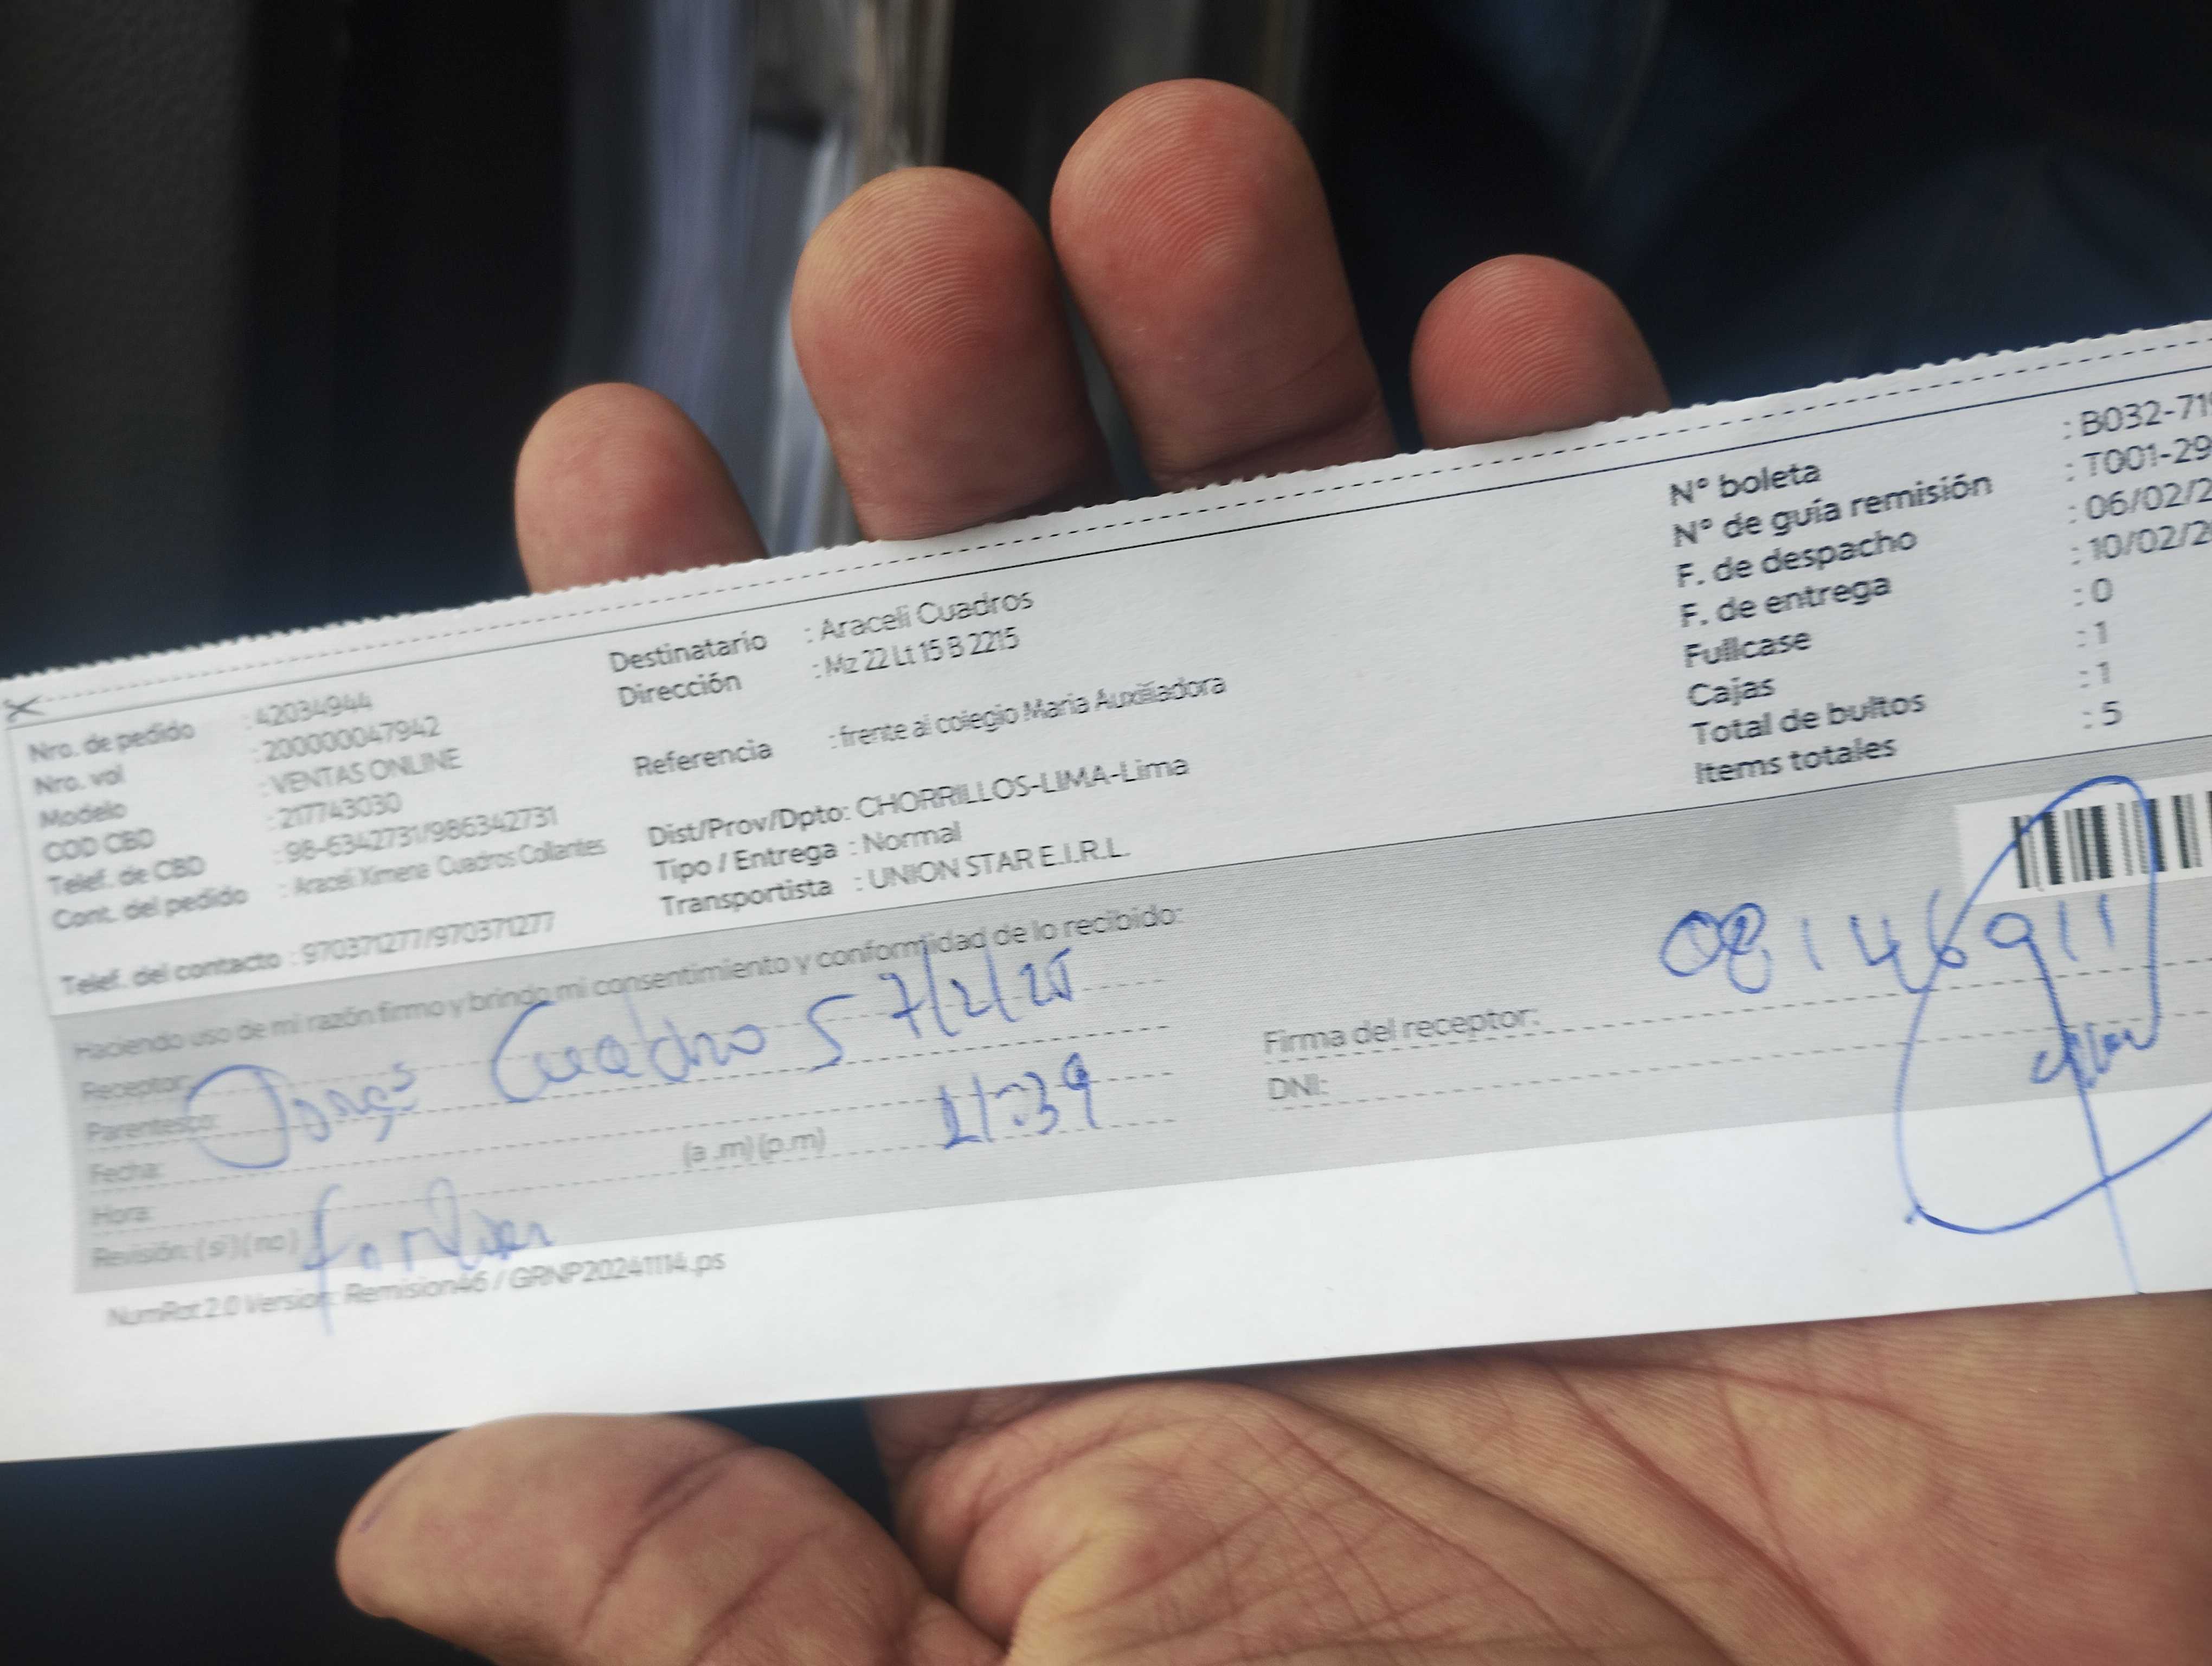 Nro. de pedido : 42034944
Nro. vol : 200000047942
Modelo : VENTAS ONLINE
COD CBD : 217743030
Telef. de CBD : 98-6342731/986342731
Cont. del pedido : Araceli Ximena Cuadros Collantes
Telef. del contacto : 970371277/970371277
Destinatario : Araceli Cuadros
Dirección : Mz 22 Lt 15 B 2215
Referencia : frente al colegio Maria Auxiliadora
Dist/Prov/Dpto: CHORRILLOS-LIMA-Lima
Tipo / Entrega : Normal
Transportista : UNION STAR E.I.R.L.
N° boleta : B032-71
N° de guía remisión : T001-29
F. de despacho : 06/02/2
F. de entrega : 10/02/2
Fullcase : 0
Cajas : 1
Total de bultos : 1
Items totales : 5
Haciendo uso de mi razón firmo y brindo mi consentimiento y conformidad de lo recibido:
Receptor: Cuadros 7/2/25
Parentesco:
Fecha:
Hora: (a .m) (p.m) 11:39
Revisión: (si) (no) familiar
Firma del receptor: 08146911
DNI:
NumRot 2.0 Version: Remision46 / GRNP20241114.ps